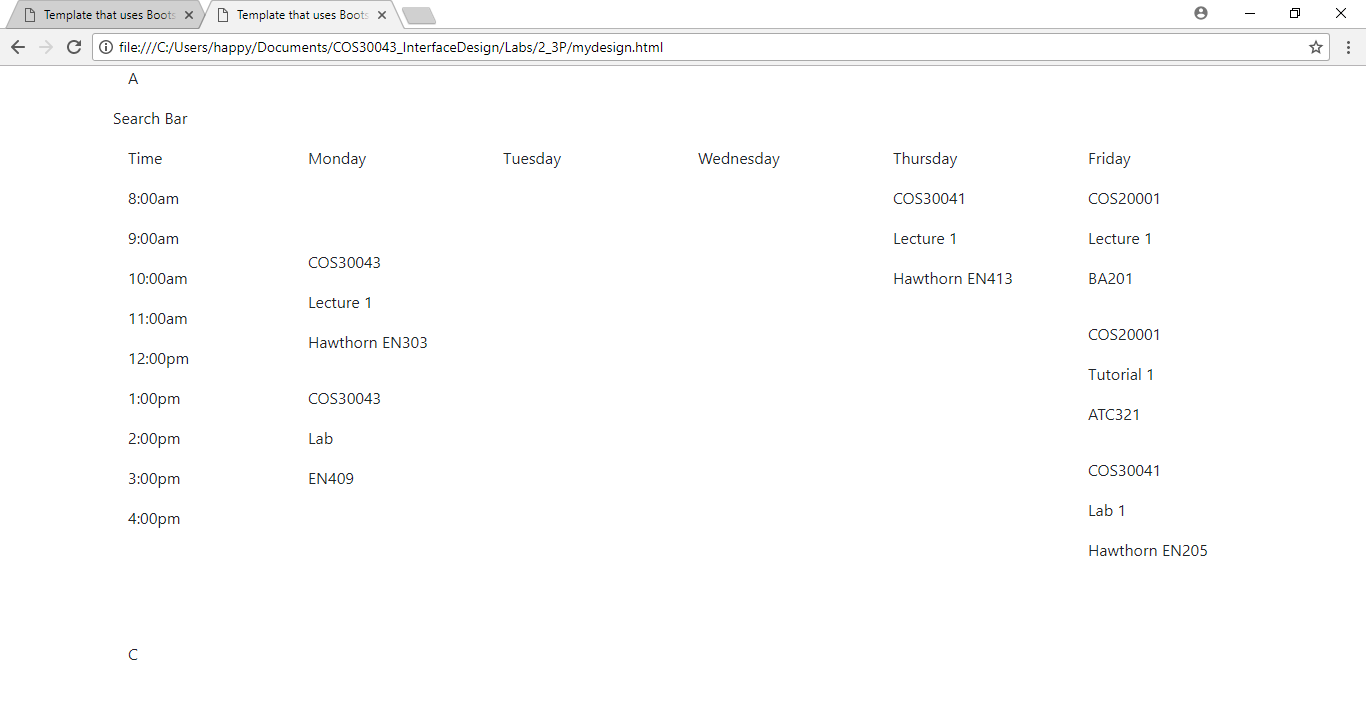 Template that uses Boots Template that uses Boots
file:///C:/Users/happy/Documents/COS30043_InterfaceDesign/Labs/2_3P/mydesign.html
A
Search Bar
Time Monday Tuesday Wednesday Thursday Friday
8:00am COS30041 COS20001
9:00am Lecture 1 Lecture 1
COS30043
10:00am Hawthorn EN413 BA201
Lecture 1
11:00am
COS20001
Hawthorn EN303
12:00pm
Tutorial 1
1:00pm COS30043
ATC321
2:00pm Lab
COS30041
3:00pm EN409
Lab 1
4:00pm
Hawthorn EN205
C